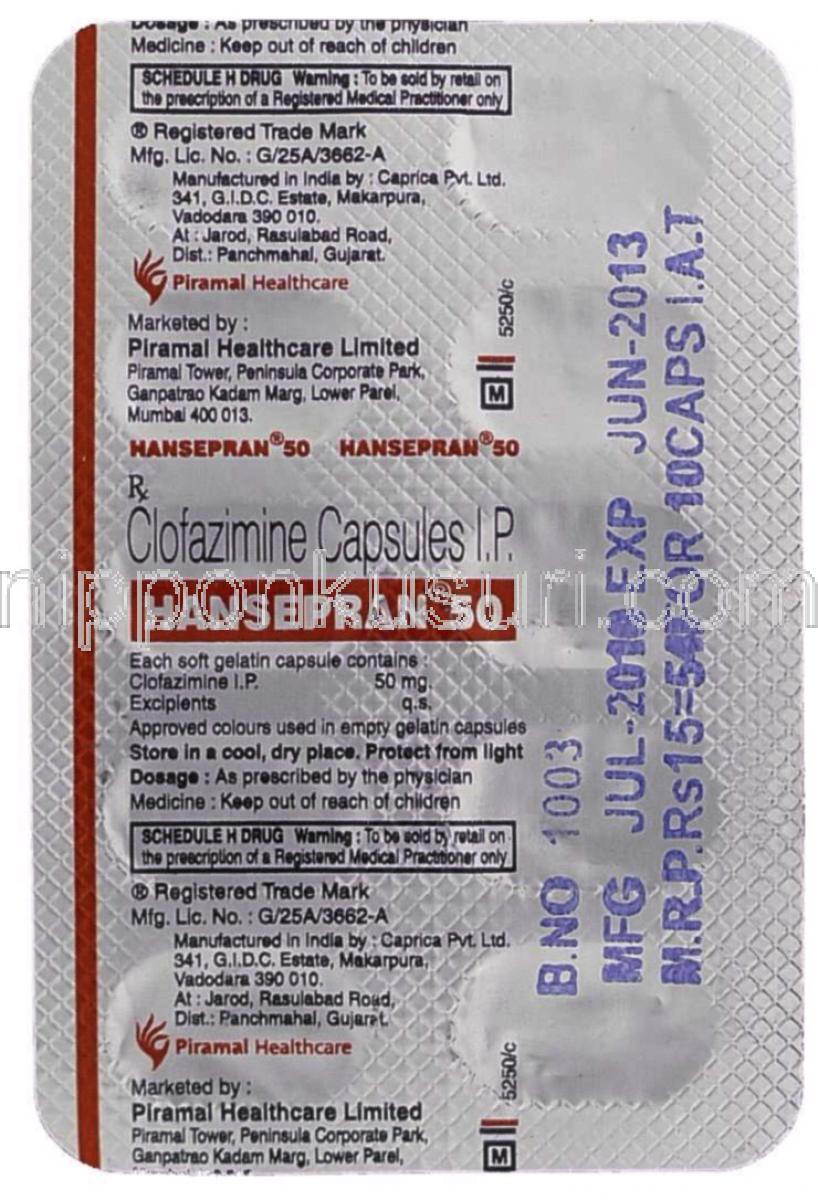 Dosage : As prescribed by the physician
Medicine : Keep out of reach of children
SCHEDULE H DRUG Warning : To be sold by retail on
the prescription of a Registered Medical Practitioner only
® Registered Trade Mark
Mfg. Lic. No. : G/25A/3662-A
Manufactured in India by : Caprica Pvt. Ltd.
341, G.I.D.C. Estate, Makarpura,
Vadodara 390 010.
At : Jarod, Rasulabad Road,
Dist.: Panchmahal, Gujarat.
Piramal Healthcare
5250/c
M
Marketed by :
Piramal Healthcare Limited
Piramal Tower, Peninsula Corporate Park,
Ganpatrao Kadam Marg, Lower Parel,
Mumbai 400 013.
HANSEPRAN®50 HANSEPRAN®50
Rx
Clofazimine Capsules I.P.
nipponkusuri.com
HANSEPRAN® 50
Each soft gelatin capsule contains :
Clofazimine I.P. 50 mg.
Excipients q.s.
Approved colours used in empty gelatin capsules
Store in a cool, dry place. Protect from light
Dosage : As prescribed by the physician
Medicine : Keep out of reach of children
SCHEDULE H DRUG Warning : To be sold by retail on
the prescription of a Registered Medical Practitioner only
® Registered Trade Mark
Mfg. Lic. No. : G/25A/3662-A
Manufactured in India by : Caprica Pvt. Ltd.
341, G.I.D.C. Estate, Makarpura,
Vadodara 390 010.
At : Jarod, Rasulabad Road,
Dist.: Panchmahal, Gujarat.
Piramal Healthcare
5250/c
M
Marketed by :
Piramal Healthcare Limited
Piramal Tower, Peninsula Corporate Park,
Ganpatrao Kadam Marg, Lower Parel,
B.NO 1003
MFG JUL-2010 EXP JUN-2013
10CAPS I.A.T